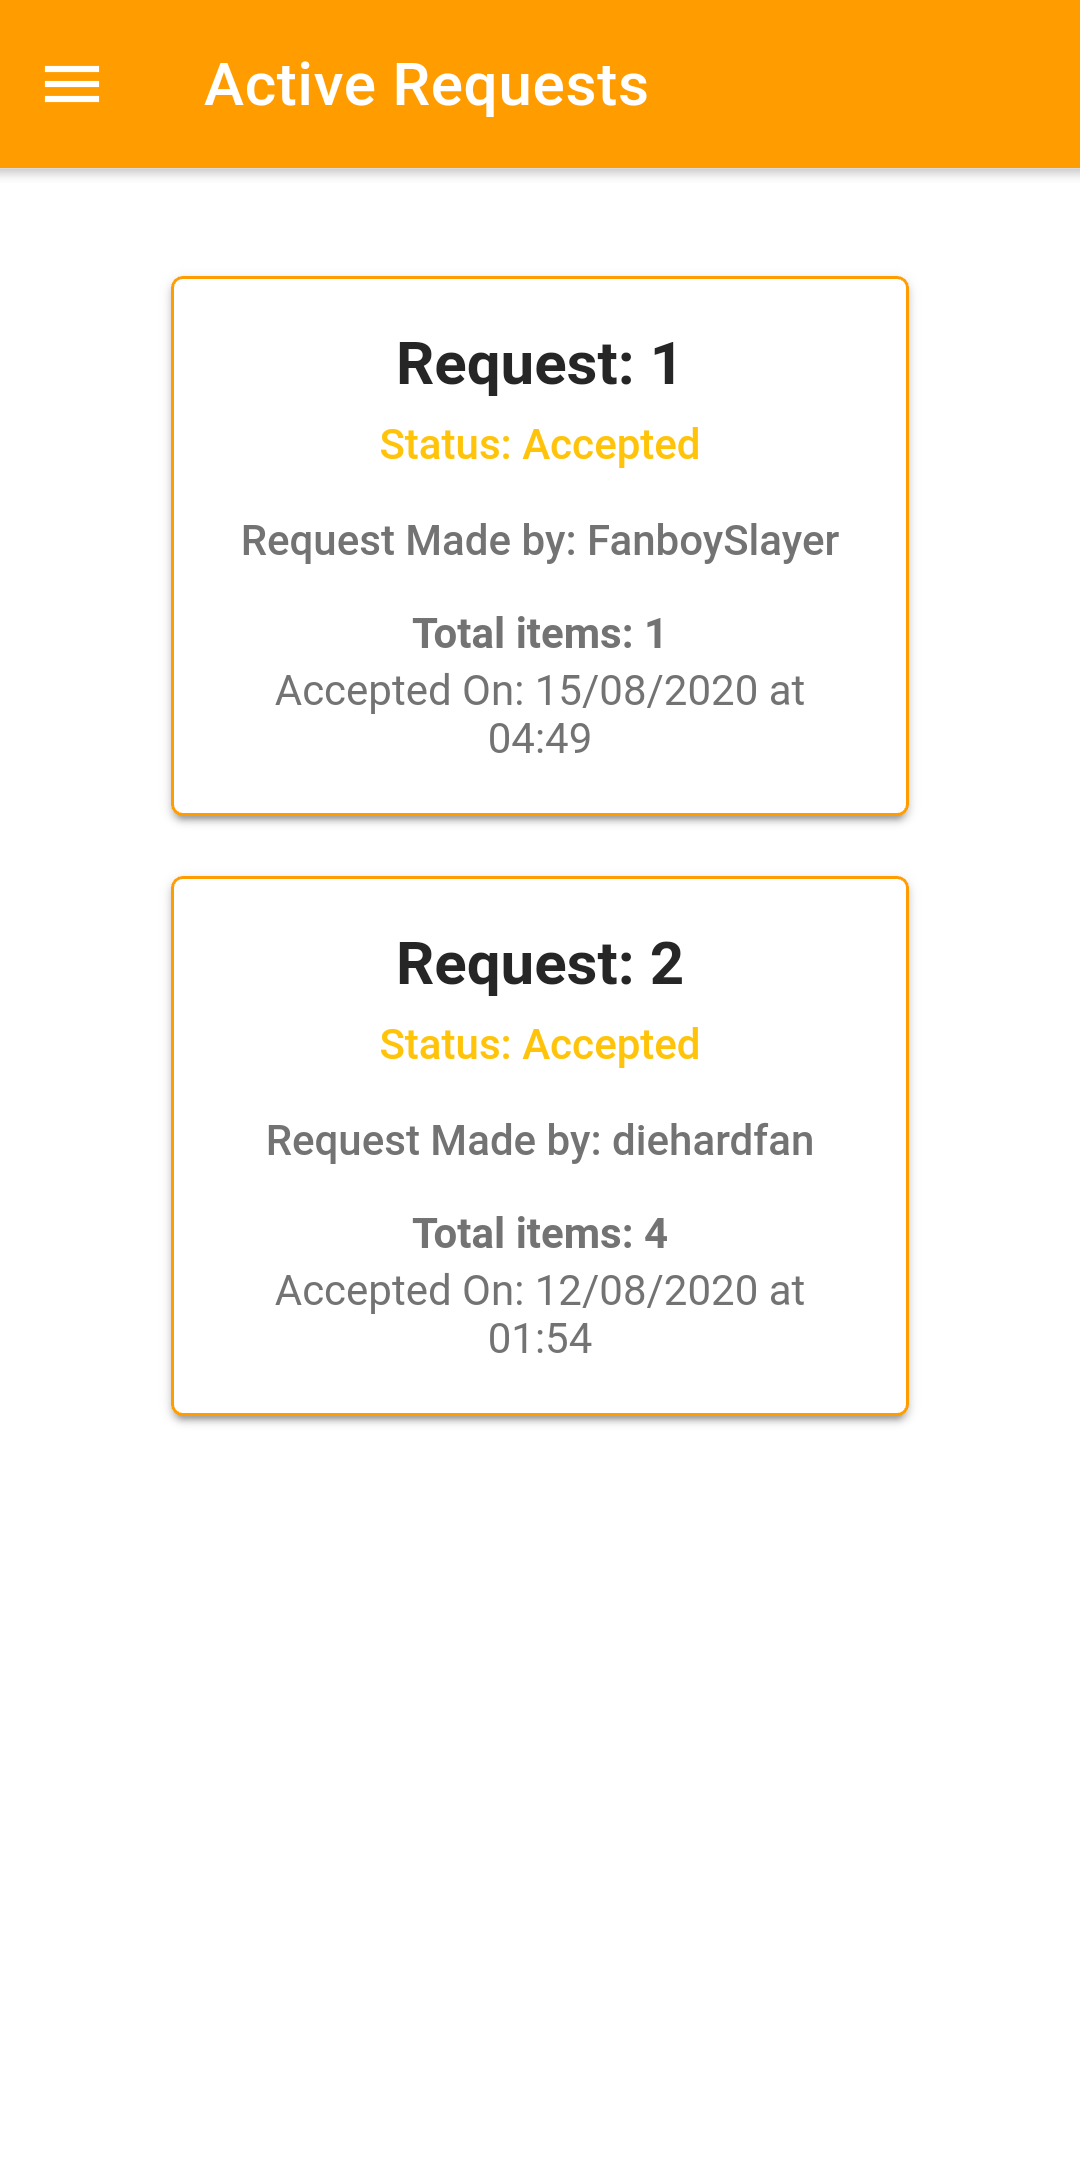 Active Requests
Request: 1
Status: Accepted
Request Made by: FanboySlayer
Total items: 1
Accepted On: 15/08/2020 at
04:49
Request: 2
Status: Accepted
Request Made by: diehardfan
Total items: 4
Accepted On: 12/08/2020 at
01:54